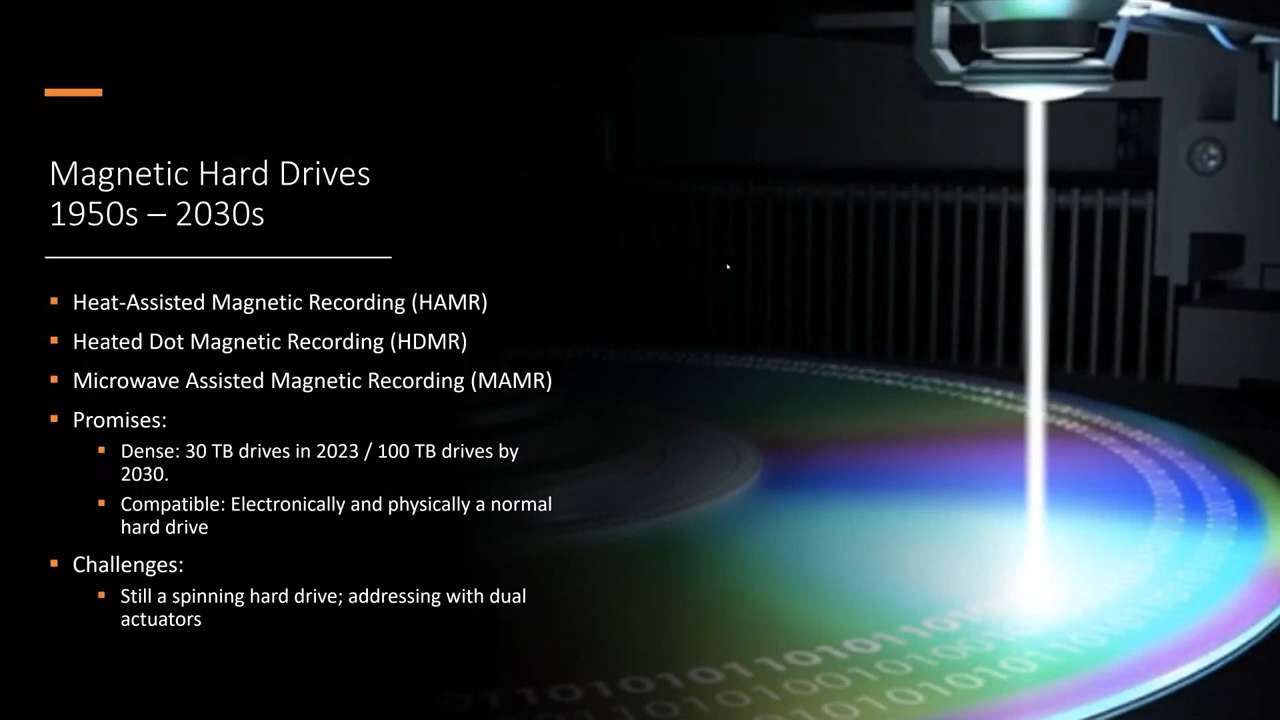 Magnetic Hard Drives
1950s – 2030s
Heat-Assisted Magnetic Recording (HAMR)
Heated Dot Magnetic Recording (HDMR)
Microwave Assisted Magnetic Recording (MAMR)
Promises:
Dense: 30 TB drives in 2023 / 100 TB drives by
2030.
Compatible: Electronically and physically a normal
hard drive
Challenges:
Still a spinning hard drive; addressing with dual
actuators